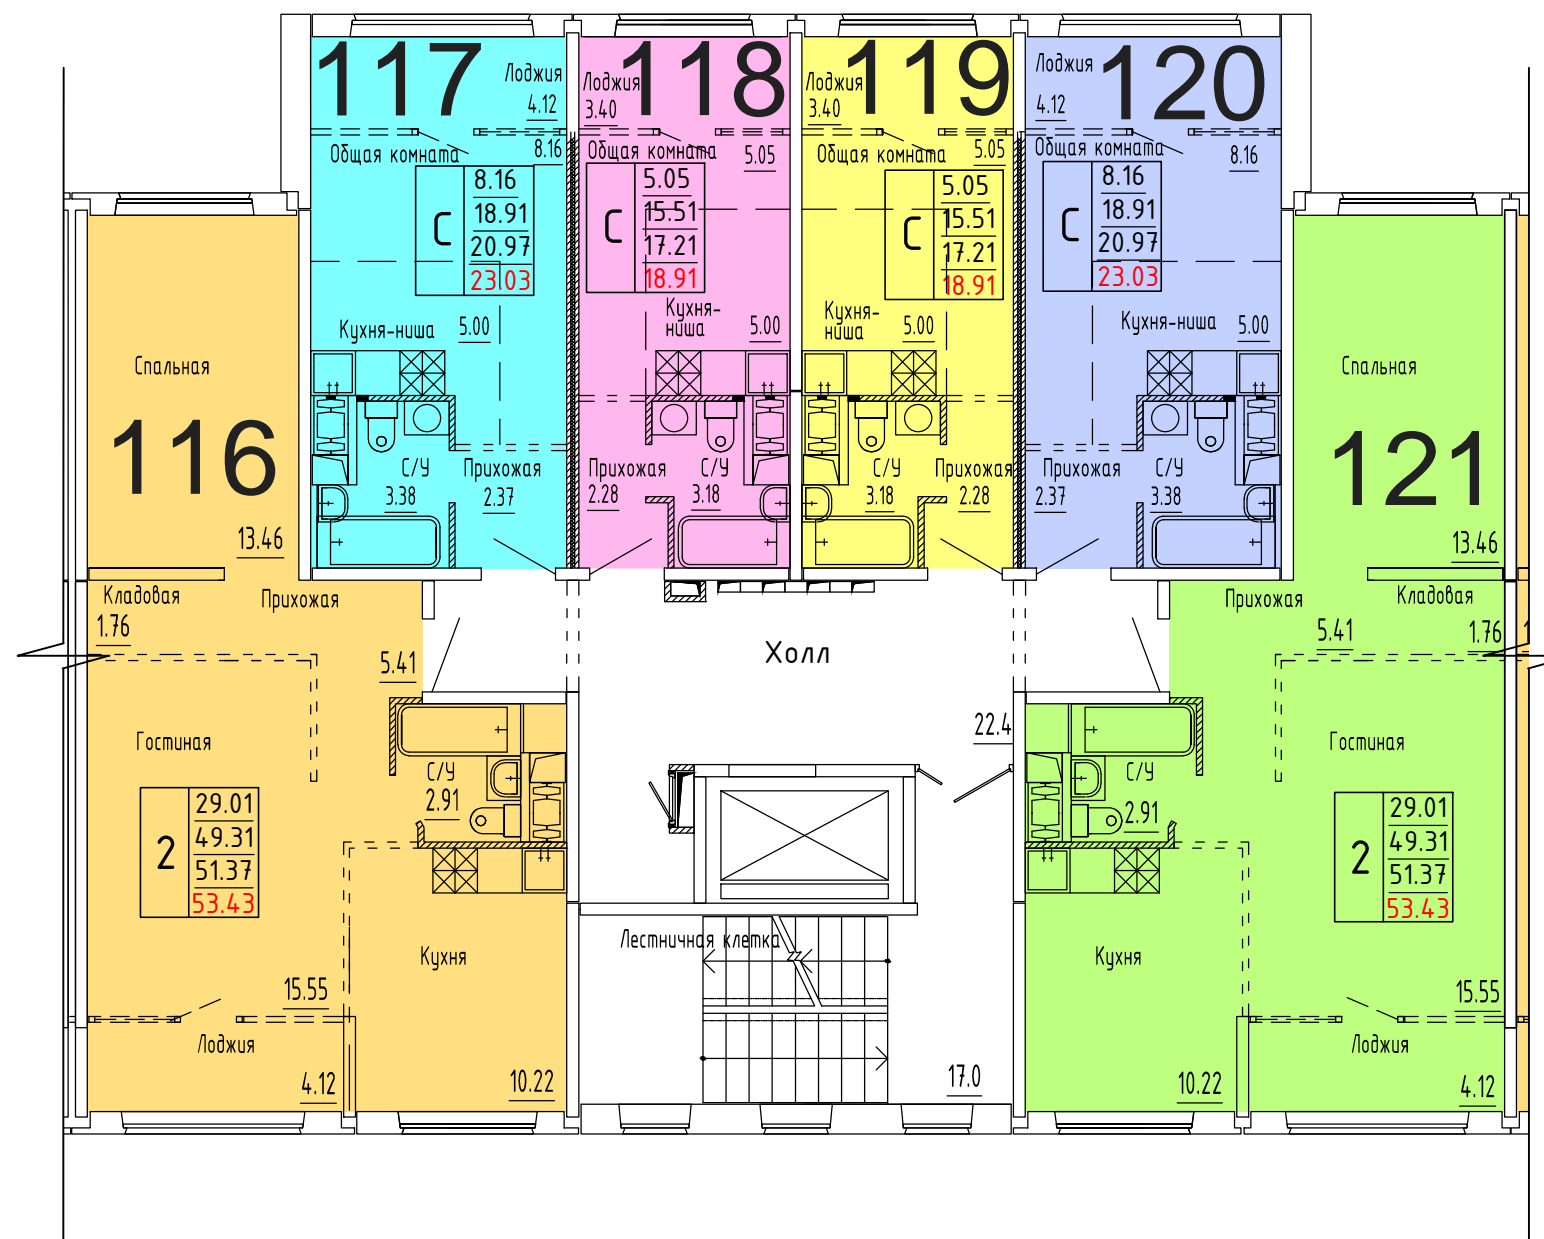 117
Лоджия
4.12
8.16
Общая комната
С
8.16
18.91
20.97
23.03
Кухня-ниша
5.00
С/У
3.38
Прихожая
2.37
118
Лоджия
3.40
Общая комната
5.05
С
5.05
15.51
17.21
18.91
Кухня-
ниша
5.00
Прихожая
2.28
С/У
3.18
119
Лоджия
3.40
Общая комната
5.05
С
5.05
15.51
17.21
18.91
Кухня-
ниша
5.00
С/У
3.18
Прихожая
2.28
120
Лоджия
4.12
Общая комната
8.16
С
8.16
18.91
20.97
23.03
Кухня-ниша
5.00
Прихожая
2.37
С/У
3.38
116
Спальная
13.46
Кладовая
1.76
Прихожая
5.41
Гостиная
2
29.01
49.31
51.37
53.43
С/У
2.91
Кухня
15.55
Лоджия
4.12
10.22
Холл
22.4
Лестничная клетка
17.0
121
Спальная
13.46
Прихожая
5.41
Кладовая
1.76
1
Гостиная
С/У
2.91
2
29.01
49.31
51.37
53.43
Кухня
15.55
Лоджия
10.22
4.12